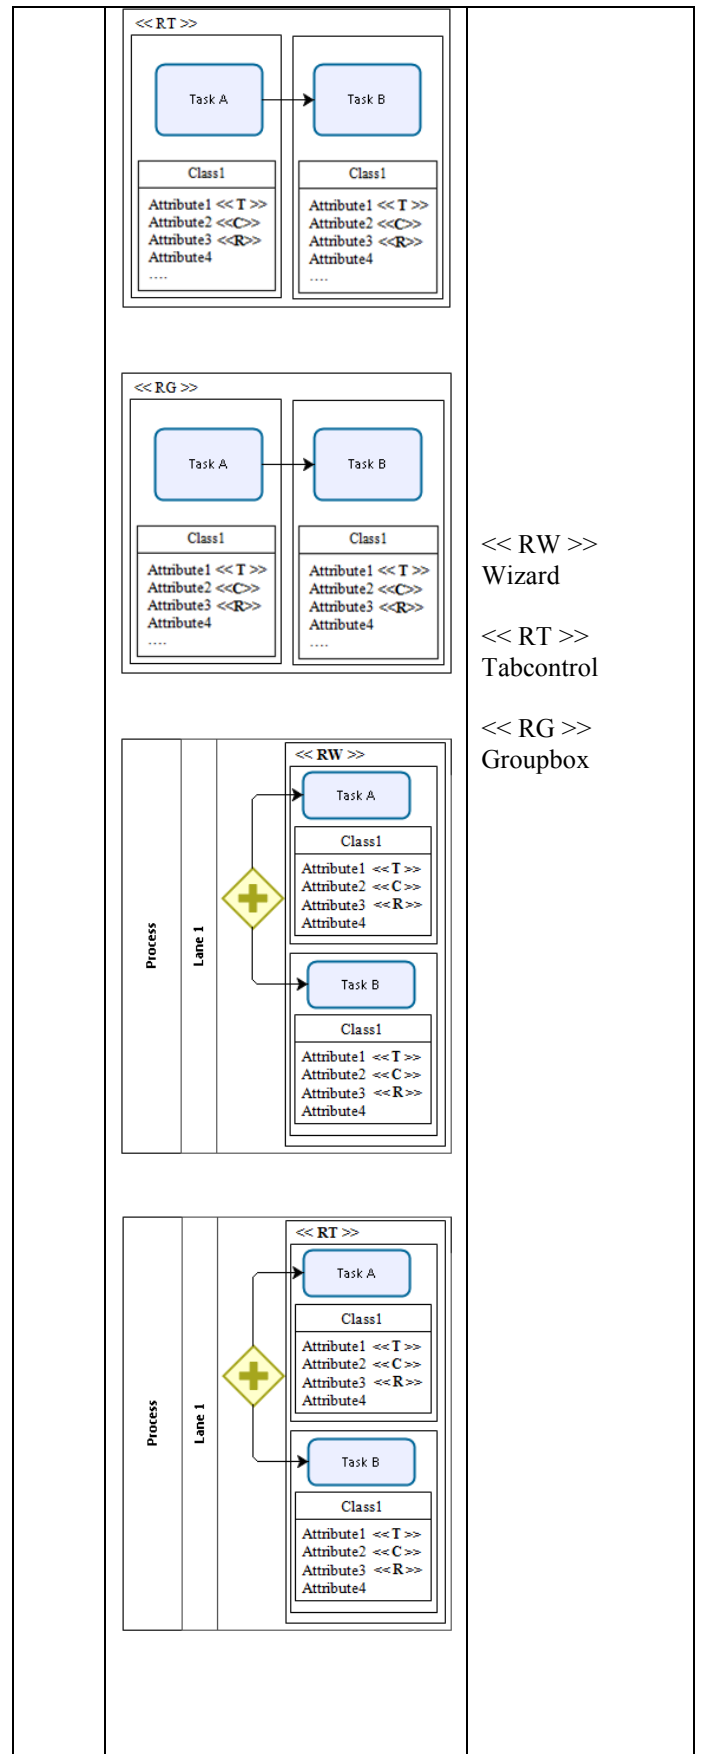 << RT >>
Task A
Task B
Class1
Attribute1 << T >>
Attribute2 <<C>>
Attribute3 <<R>>
Attribute4
....
Class1
Attribute1 << T >>
Attribute2 <<C>>
Attribute3 <<R>>
Attribute4
....
<< RG >>
Task A
Task B
Class1
Attribute1 << T >>
Attribute2 <<C>>
Attribute3 <<R>>
Attribute4
....
Class1
Attribute1 << T >>
Attribute2 <<C>>
Attribute3 <<R>>
Attribute4
....
Process
Lane 1
<< RW >>
Task A
Class1
Attribute1 << T >>
Attribute2 << C >>
Attribute3 << R >>
Attribute4
Task B
Class1
Attribute1 << T >>
Attribute2 << C >>
Attribute3 << R >>
Attribute4
Process
Lane 1
<< RT >>
Task A
Class1
Attribute1 << T >>
Attribute2 << C >>
Attribute3 << R >>
Attribute4
Task B
Class1
Attribute1 << T >>
Attribute2 << C >>
Attribute3 << R >>
Attribute4
<< RW >>
Wizard
<< RT >>
Tabcontrol
<< RG >>
Groupbox